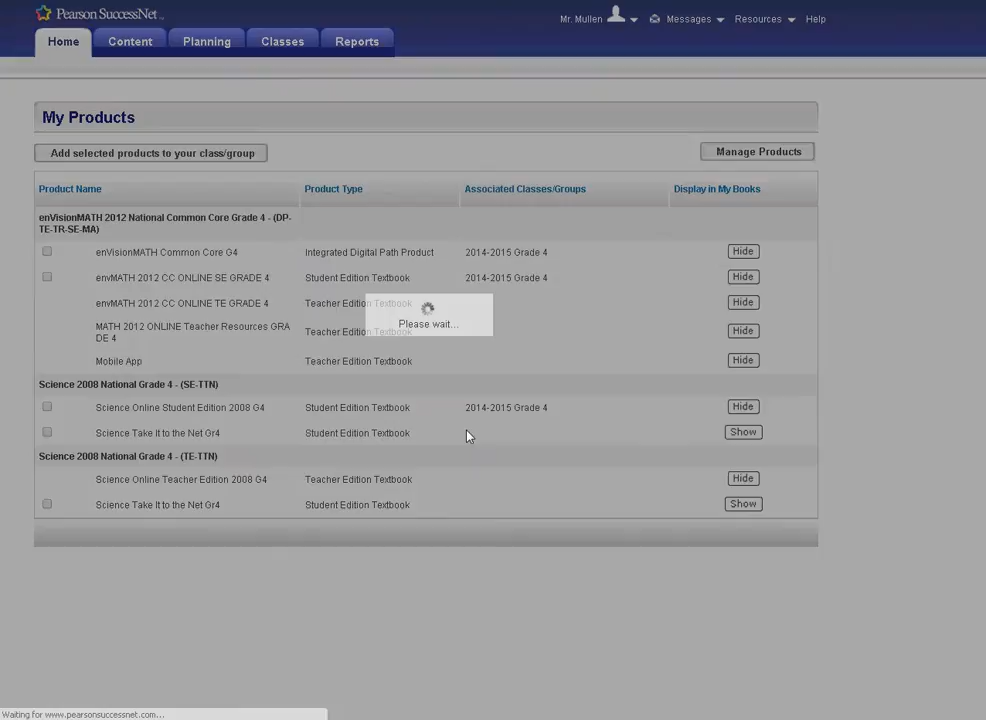 Pearson SuccessNet™
Mr. Mullen
Messages
Resources
Help
Home
Content
Planning
Classes
Reports
My Products
Add selected products to your class/group
Manage Products
Product Name
Product Type
Associated Classes/Groups
Display in My Books
enVisionMATH 2012 National Common Core Grade 4 - (DP-
TE-TR-SE-MA)
enVisionMATH Common Core G4
Integrated Digital Path Product
2014-2015 Grade 4
Hide
envMATH 2012 CC ONLINE SE GRADE 4
Student Edition Textbook
2014-2015 Grade 4
Hide
envMATH 2012 CC ONLINE TE GRADE 4
Teacher Edition Textbook
Hide
Please wait...
MATH 2012 ONLINE Teacher Resources GRA
DE 4
Teacher Edition Textbook
Hide
Mobile App
Teacher Edition Textbook
Hide
Science 2008 National Grade 4 - (SE-TTN)
Science Online Student Edition 2008 G4
Student Edition Textbook
2014-2015 Grade 4
Hide
Science Take It to the Net Gr4
Student Edition Textbook
Show
Science 2008 National Grade 4 - (TE-TTN)
Science Online Teacher Edition 2008 G4
Teacher Edition Textbook
Hide
Science Take It to the Net Gr4
Student Edition Textbook
Show
Waiting for www.pearsonsuccessnet.com...